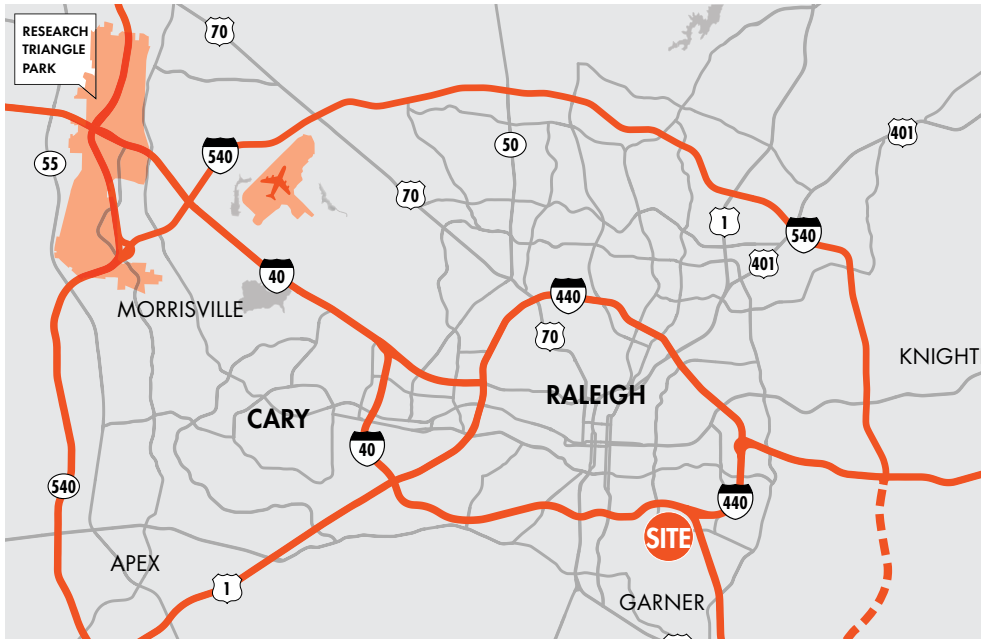 RESEARCH
TRIANGLE
PARK
70
401
55
540
50
70
1
540
401
40
440
MORRISVILLE
70
KNIGHT
RALEIGH
CARY
40
540
440
SITE
APEX
1
GARNER